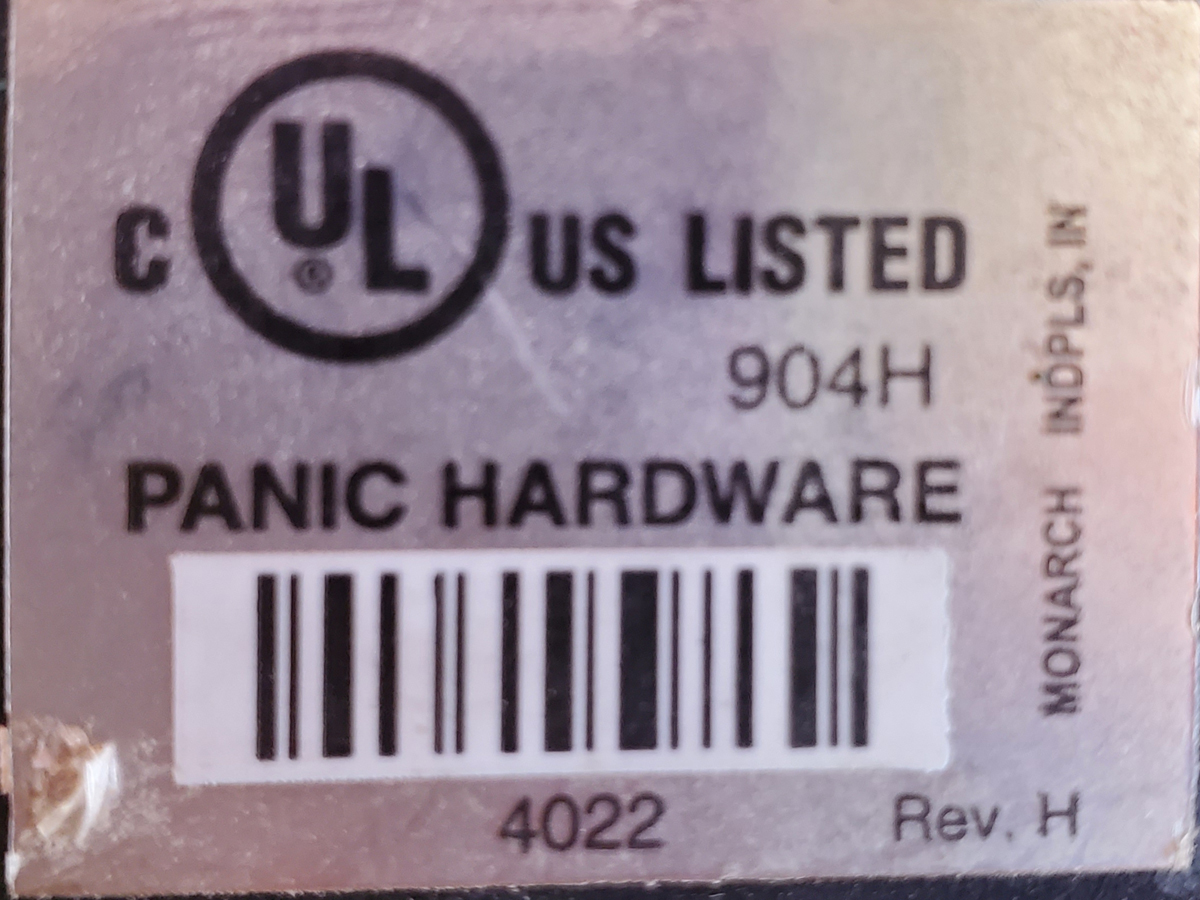 C UL® US LISTED
904H
PANIC HARDWARE
4022
Rev. H
MONARCH INDPLS, IN